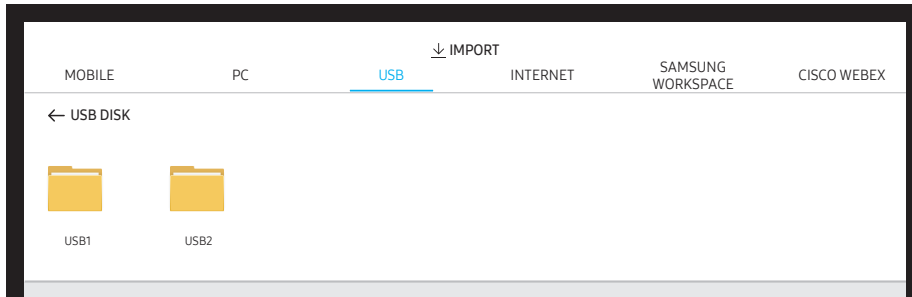 IMPORT
MOBILE PC USB INTERNET SAMSUNG WORKSPACE CISCO WEBEX
USB DISK
USB1 USB2